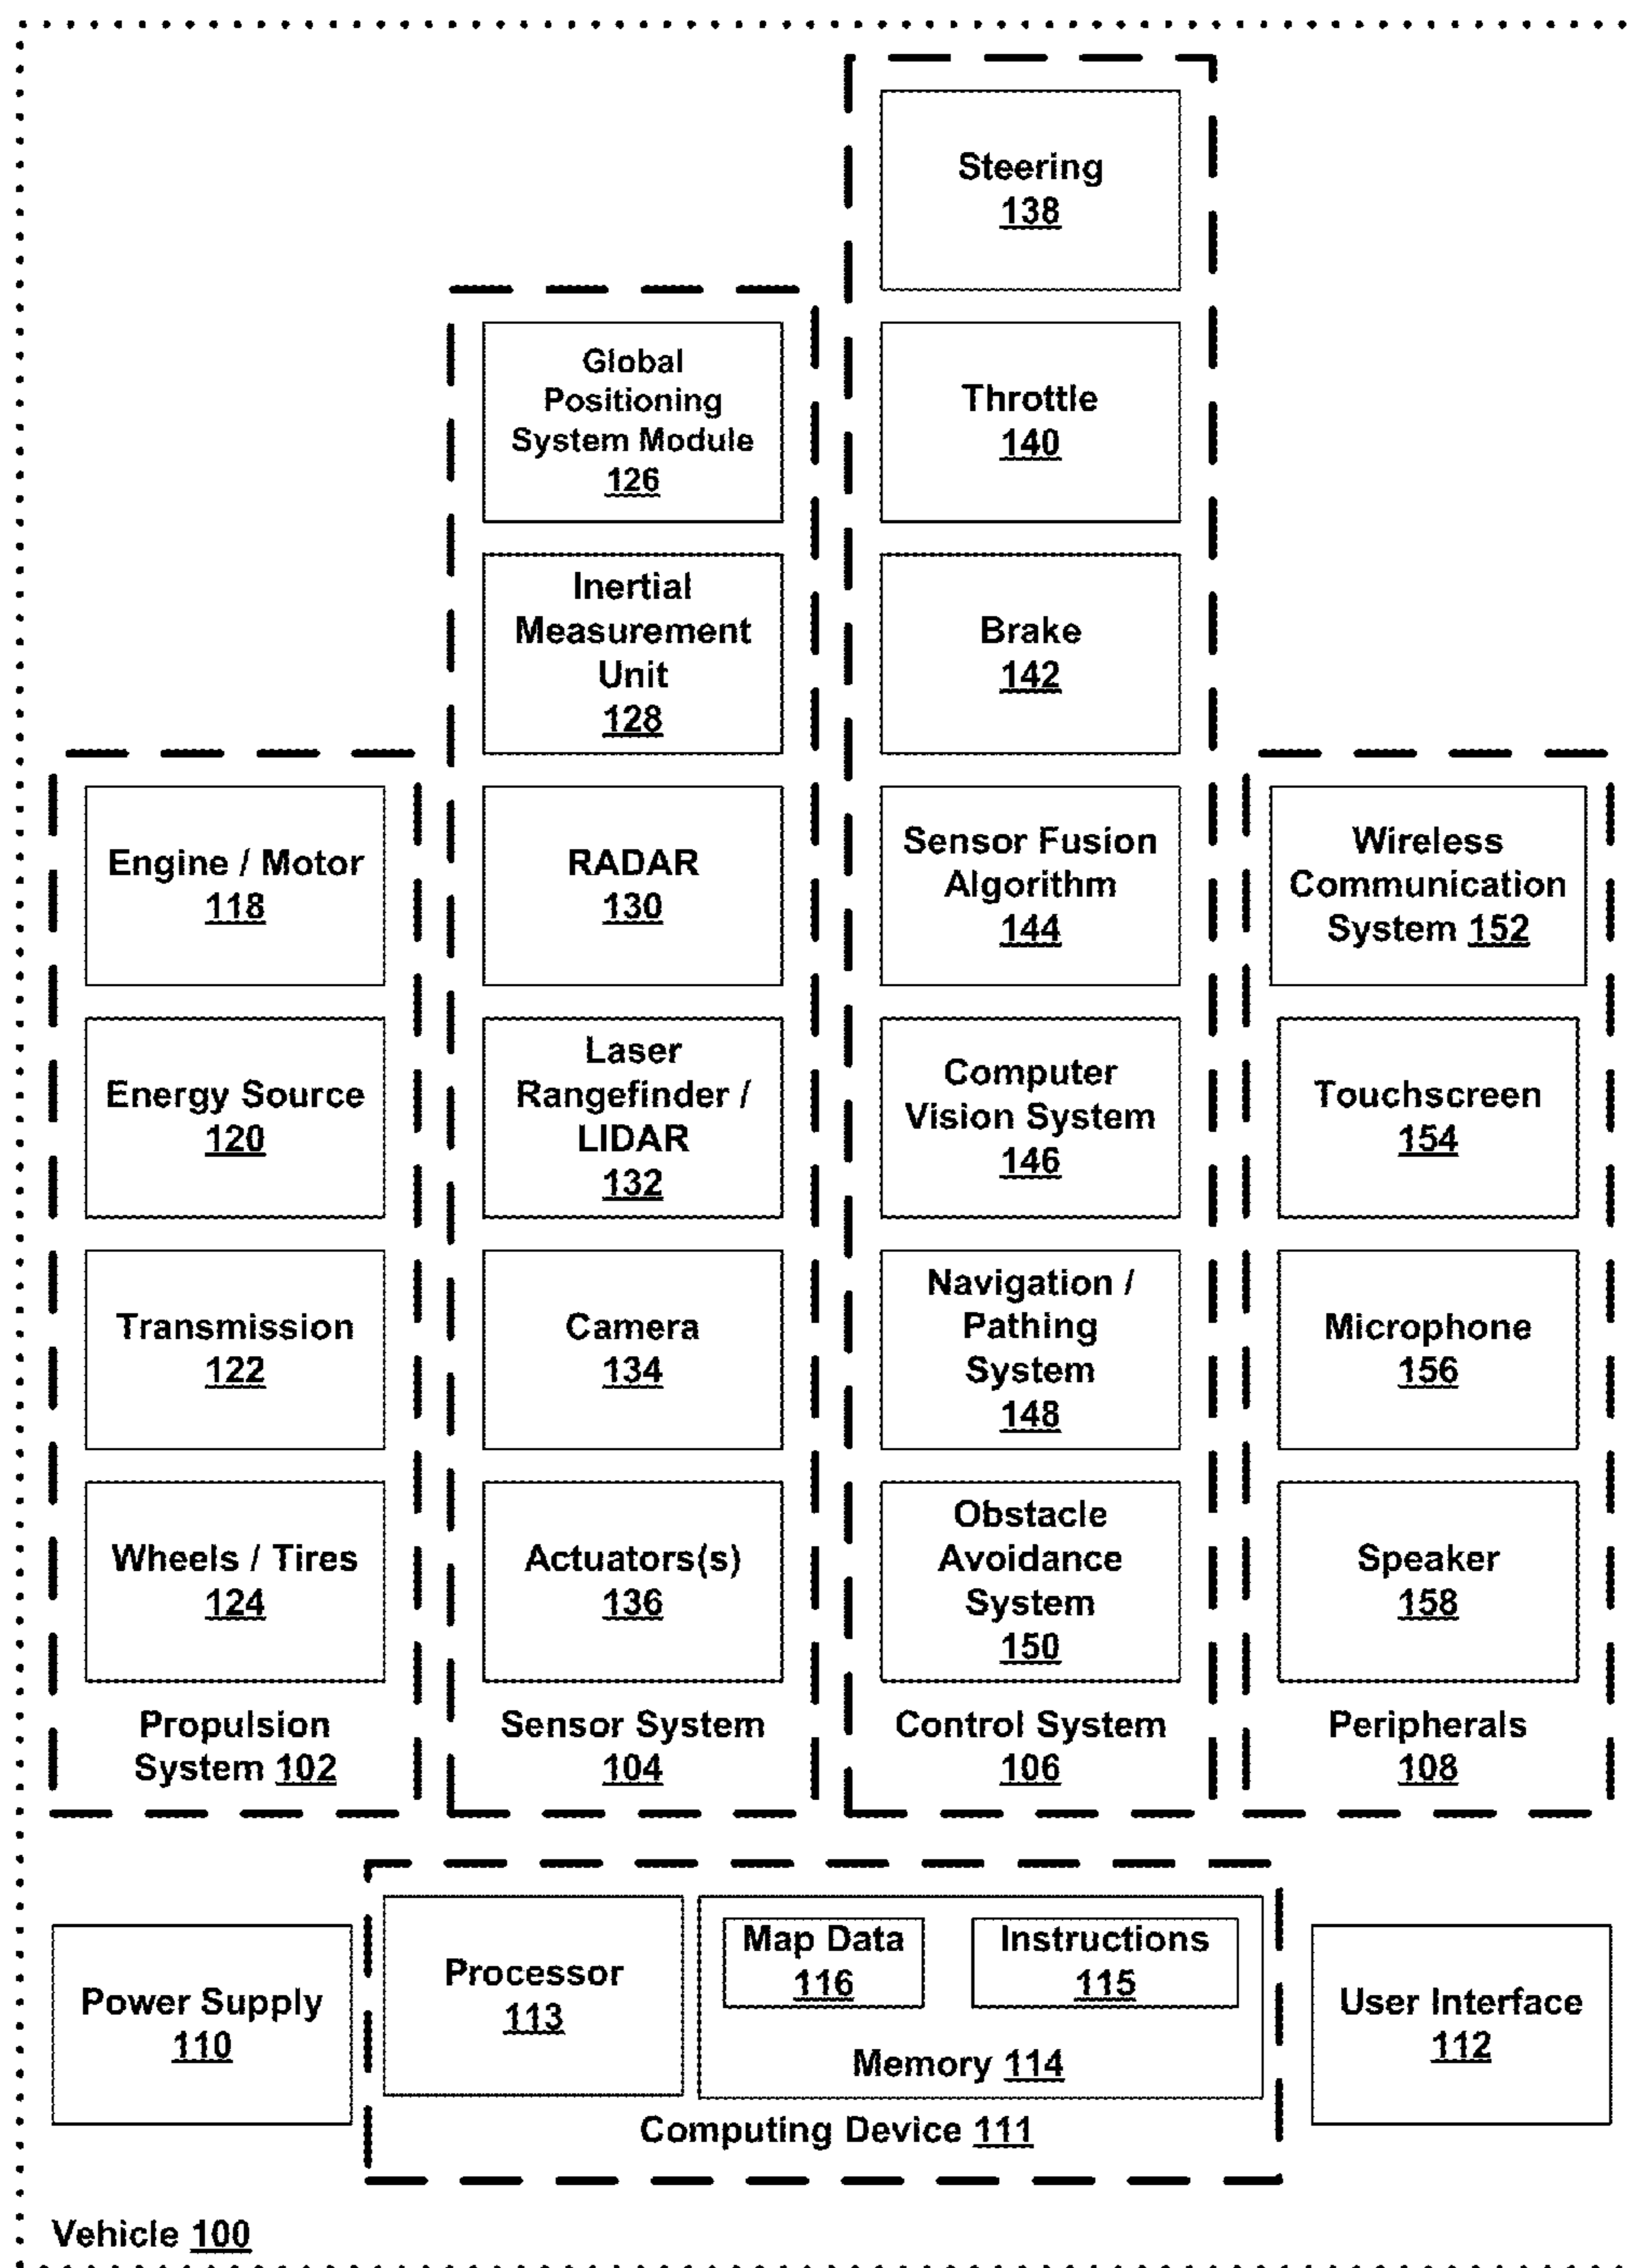 Steering
138
Global
Positioning
System Module
126
Throttle
140
Inertial
Measurement
Unit
128
Brake
142
Engine / Motor
118
RADAR
130
Sensor Fusion
Algorithm
144
Wireless
Communication
System 152
Energy Source
120
Laser
Rangefinder /
LIDAR
132
Computer
Vision System
146
Touchscreen
154
Transmission
122
Camera
134
Navigation /
Pathing
System
148
Microphone
156
Wheels / Tires
124
Actuators(s)
136
Obstacle
Avoidance
System
150
Speaker
158
Propulsion
System 102
Sensor System
104
Control System
106
Peripherals
108
Power Supply
110
Processor
113
Map Data
116
Instructions
115
Memory 114
Computing Device 111
User Interface
112
Vehicle 100